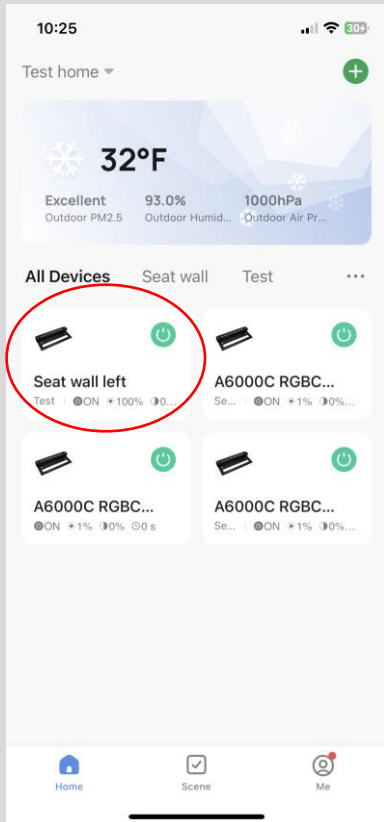 10:25
30
Test home
32°F
Excellent 93.0% 1000hPa
Outdoor PM2.5 Outdoor Humid... Outdoor Air Pr...
All Devices Seat wall Test ...
Seat wall left
Test ON 100% 0...
A6000C RGBC...
Se... ON 1% 0%...
A6000C RGBC...
ON 1% 0% 0 s
A6000C RGBC...
Se... ON 1% 0%...
Home Scene Me